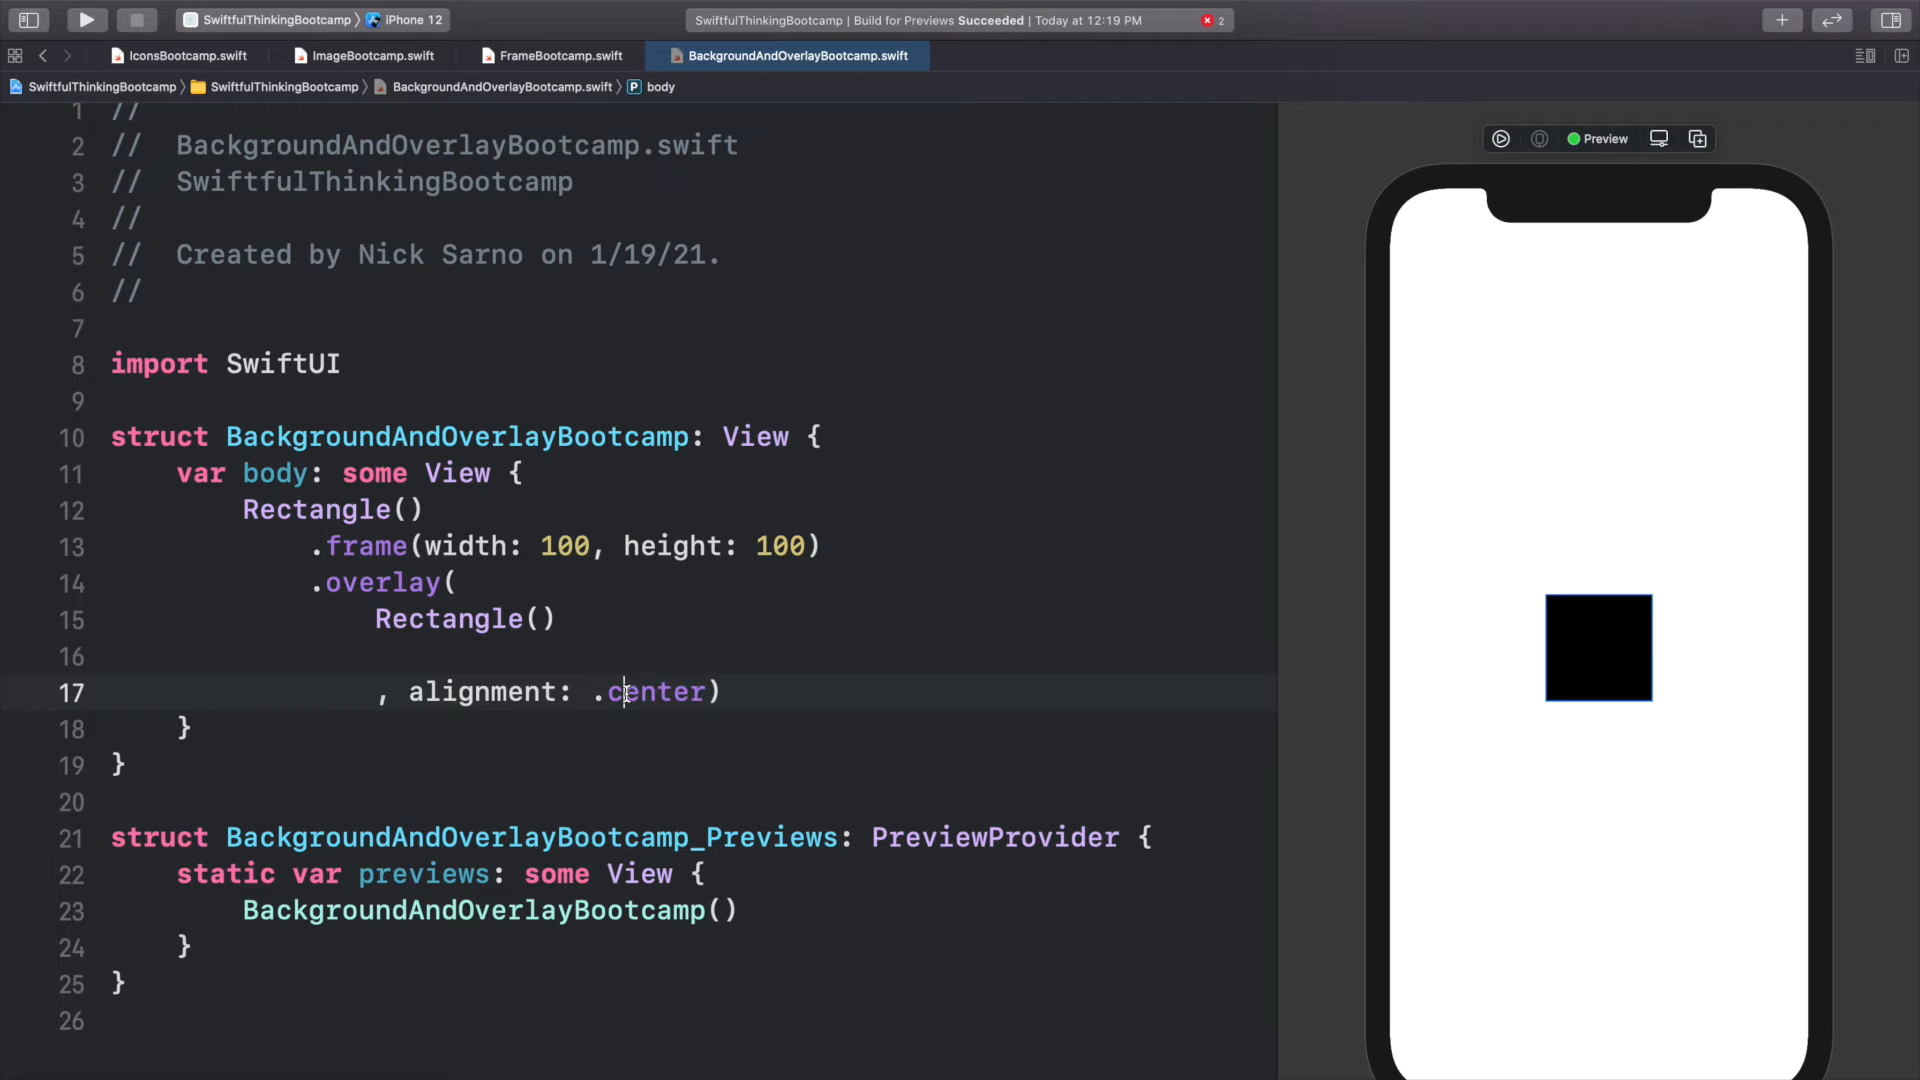 SwiftfulThinkingBootcamp 〉 iPhone 12
SwiftfulThinkingBootcamp | Build for Previews Succeeded | Today at 12:19 PM
2
IconsBootcamp.swift
ImageBootcamp.swift
FrameBootcamp.swift
BackgroundAndOverlayBootcamp.swift
SwiftfulThinkingBootcamp 〉 SwiftfulThinkingBootcamp 〉 BackgroundAndOverlayBootcamp.swift 〉 P body
Preview
1 //
2 //  BackgroundAndOverlayBootcamp.swift
3 //  SwiftfulThinkingBootcamp
4 //
5 //  Created by Nick Sarno on 1/19/21.
6 //
7
8 import SwiftUI
9
10 struct BackgroundAndOverlayBootcamp: View {
11     var body: some View {
12         Rectangle()
13             .frame(width: 100, height: 100)
14             .overlay(
15                 Rectangle()
16
17                 , alignment: .center)
18     }
19 }
20
21 struct BackgroundAndOverlayBootcamp_Previews: PreviewProvider {
22     static var previews: some View {
23         BackgroundAndOverlayBootcamp()
24     }
25 }
26